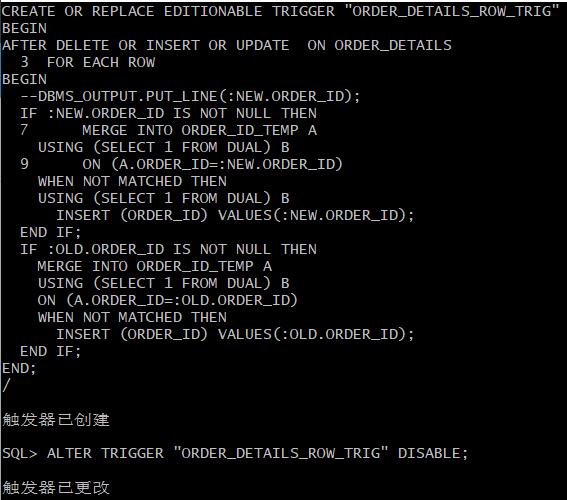 CREATE OR REPLACE EDITIONABLE TRIGGER "ORDER_DETAILS_ROW_TRIG"
BEGIN
AFTER DELETE OR INSERT OR UPDATE  ON ORDER_DETAILS
  3  FOR EACH ROW
BEGIN
  --DBMS_OUTPUT.PUT_LINE(:NEW.ORDER_ID);
  IF :NEW.ORDER_ID IS NOT NULL THEN
  7      MERGE INTO ORDER_ID_TEMP A
    USING (SELECT 1 FROM DUAL) B
  9      ON (A.ORDER_ID=:NEW.ORDER_ID)
    WHEN NOT MATCHED THEN
    USING (SELECT 1 FROM DUAL) B
      INSERT (ORDER_ID) VALUES(:NEW.ORDER_ID);
  END IF;
  IF :OLD.ORDER_ID IS NOT NULL THEN
    MERGE INTO ORDER_ID_TEMP A
    USING (SELECT 1 FROM DUAL) B
    ON (A.ORDER_ID=:OLD.ORDER_ID)
    WHEN NOT MATCHED THEN
      INSERT (ORDER_ID) VALUES(:OLD.ORDER_ID);
  END IF;
END;
/
触发器已创建
SQL> ALTER TRIGGER "ORDER_DETAILS_ROW_TRIG" DISABLE;
触发器已更改